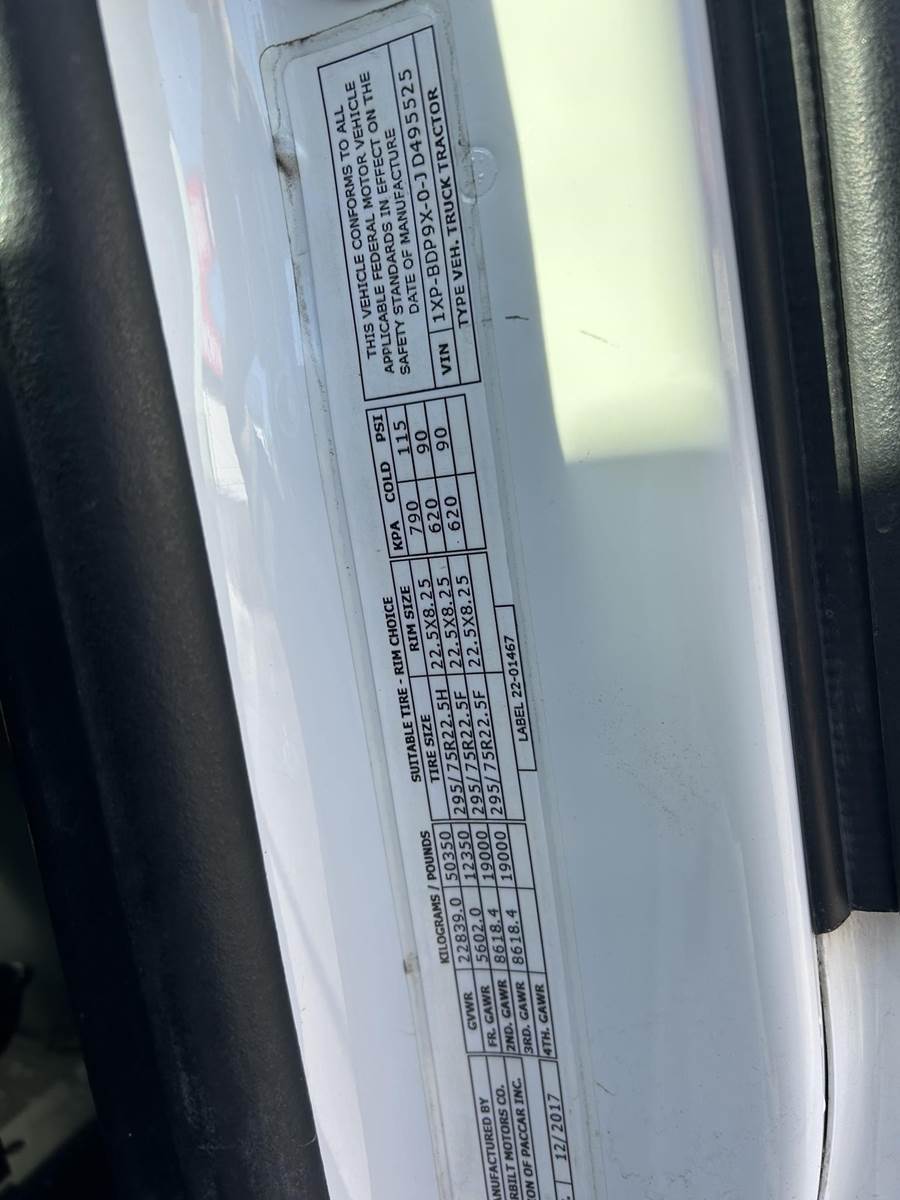 ANUFACTURED BY
RBILT MOTORS CO.
ION OF PACCAR INC.
12/2017
KILOGRAMS / POUNDS
GVWR 22839.0 50350
FR. GAWR 5602.0 12350
2ND. GAWR 8618.4 19000
3RD. GAWR 8618.4 19000
4TH. GAWR
SUITABLE TIRE - RIM CHOICE
TIRE SIZE RIM SIZE
295/75R22.5H 22.5X8.25
295/75R22.5F 22.5X8.25
295/75R22.5F 22.5X8.25
LABEL 22-01467
KPA COLD PSI
790 115
620 90
620 90
THIS VEHICLE CONFORMS TO ALL
APPLICABLE FEDERAL MOTOR VEHICLE
SAFETY STANDARDS IN EFFECT ON THE
DATE OF MANUFACTURE
VIN 1XP-BDP9X-0-JD495525
TYPE VEH. TRUCK TRACTOR